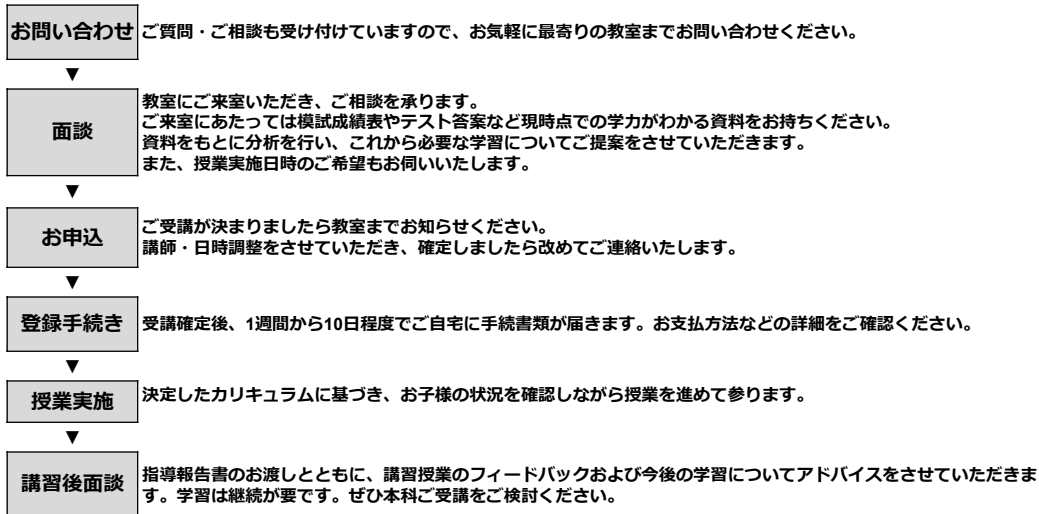 お問い合わせ
ご質問・ご相談も受け付けていますので、お気軽に最寄りの教室までお問い合わせください。
▼
面談
教室にご来室いただき、ご相談を承ります。
ご来室にあたっては模試成績表やテスト答案など現時点での学力がわかる資料をお持ちください。
資料をもとに分析を行い、これから必要な学習についてご提案をさせていただきます。
また、授業実施日時のご希望もお伺いいたします。
▼
お申込
ご受講が決まりましたら教室までお知らせください。
講師・日時調整をさせていただき、確定しましたら改めてご連絡いたします。
▼
登録手続き
受講確定後、1週間から10日程度でご自宅に手続書類が届きます。お支払方法などの詳細をご確認ください。
▼
授業実施
決定したカリキュラムに基づき、お子様の状況を確認しながら授業を進めて参ります。
▼
講習後面談
指導報告書のお渡しとともに、講習授業のフィードバックおよび今後の学習についてアドバイスをさせていただきま
す。学習は継続が要です。ぜひ本科ご受講をご検討ください。